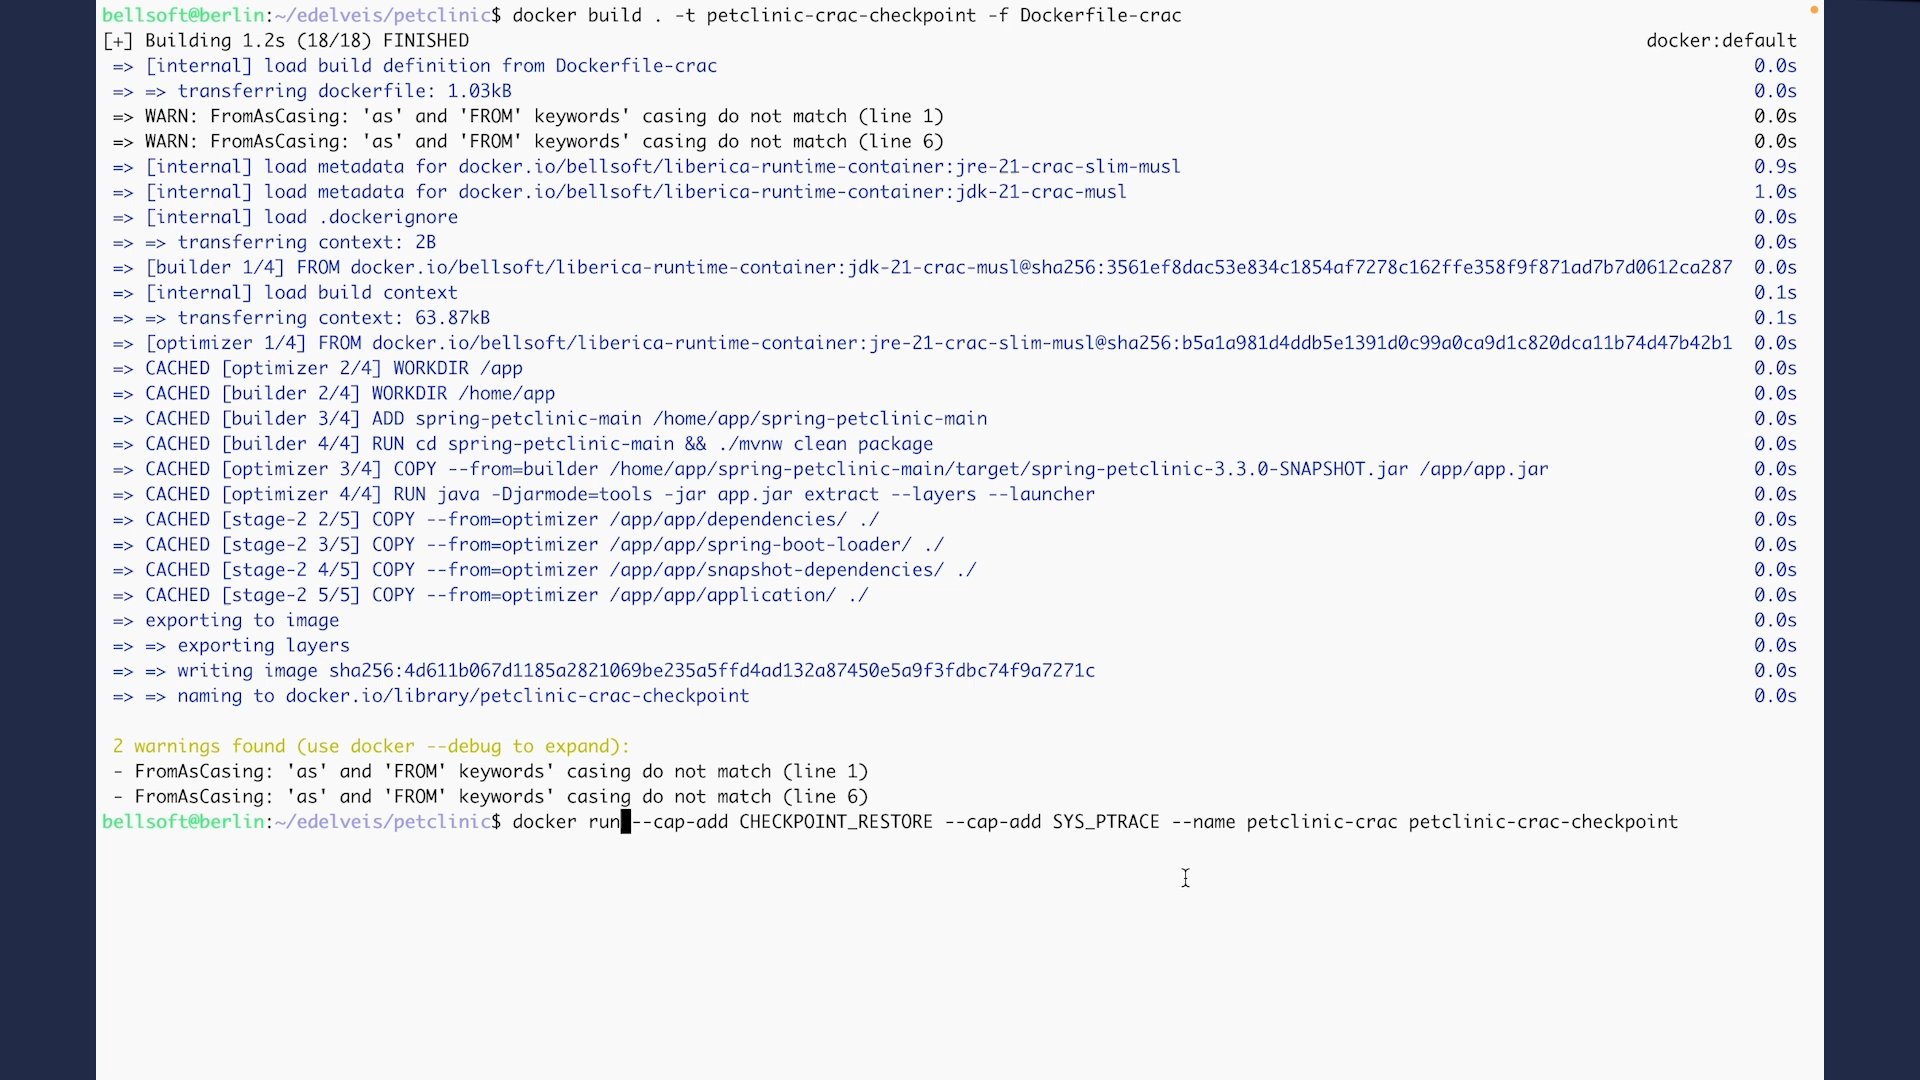 bellsoft@berlin:~/edelveis/petclinic$ docker build . -t petclinic-crac-checkpoint -f Dockerfile-crac
[+] Building 1.2s (18/18) FINISHED docker:default
=> [internal] load build definition from Dockerfile-crac 0.0s
=> => transferring dockerfile: 1.03kB 0.0s
=> WARN: FromAsCasing: 'as' and 'FROM' keywords' casing do not match (line 1) 0.0s
=> WARN: FromAsCasing: 'as' and 'FROM' keywords' casing do not match (line 6) 0.0s
=> [internal] load metadata for docker.io/bellsoft/liberica-runtime-container:jre-21-crac-slim-musl 0.9s
=> [internal] load metadata for docker.io/bellsoft/liberica-runtime-container:jdk-21-crac-musl 1.0s
=> [internal] load .dockerignore 0.0s
=> => transferring context: 2B 0.0s
=> [builder 1/4] FROM docker.io/bellsoft/liberica-runtime-container:jdk-21-crac-musl@sha256:3561ef8dac53e834c1854af7278c162ffe358f9f871ad7b7d0612ca287 0.0s
=> [internal] load build context 0.1s
=> => transferring context: 63.87kB 0.1s
=> [optimizer 1/4] FROM docker.io/bellsoft/liberica-runtime-container:jre-21-crac-slim-musl@sha256:b5a1a981d4ddb5e1391d0c99a0ca9d1c820dca11b74d47b42b1 0.0s
=> CACHED [optimizer 2/4] WORKDIR /app 0.0s
=> CACHED [builder 2/4] WORKDIR /home/app 0.0s
=> CACHED [builder 3/4] ADD spring-petclinic-main /home/app/spring-petclinic-main 0.0s
=> CACHED [builder 4/4] RUN cd spring-petclinic-main && ./mvnw clean package 0.0s
=> CACHED [optimizer 3/4] COPY --from=builder /home/app/spring-petclinic-main/target/spring-petclinic-3.3.0-SNAPSHOT.jar /app/app.jar 0.0s
=> CACHED [optimizer 4/4] RUN java -Djarmode=tools -jar app.jar extract --layers --launcher 0.0s
=> CACHED [stage-2 2/5] COPY --from=optimizer /app/app/dependencies/ ./ 0.0s
=> CACHED [stage-2 3/5] COPY --from=optimizer /app/app/spring-boot-loader/ ./ 0.0s
=> CACHED [stage-2 4/5] COPY --from=optimizer /app/app/snapshot-dependencies/ ./ 0.0s
=> CACHED [stage-2 5/5] COPY --from=optimizer /app/app/application/ ./ 0.0s
=> exporting to image 0.0s
=> => exporting layers 0.0s
=> => writing image sha256:4d611b067d1185a2821069be235a5ffd4ad132a87450e5a9f3fdbc74f9a7271c 0.0s
=> => naming to docker.io/library/petclinic-crac-checkpoint 0.0s
2 warnings found (use docker --debug to expand):
- FromAsCasing: 'as' and 'FROM' keywords' casing do not match (line 1)
- FromAsCasing: 'as' and 'FROM' keywords' casing do not match (line 6)
bellsoft@berlin:~/edelveis/petclinic$ docker run --cap-add CHECKPOINT_RESTORE --cap-add SYS_PTRACE --name petclinic-crac petclinic-crac-checkpoint